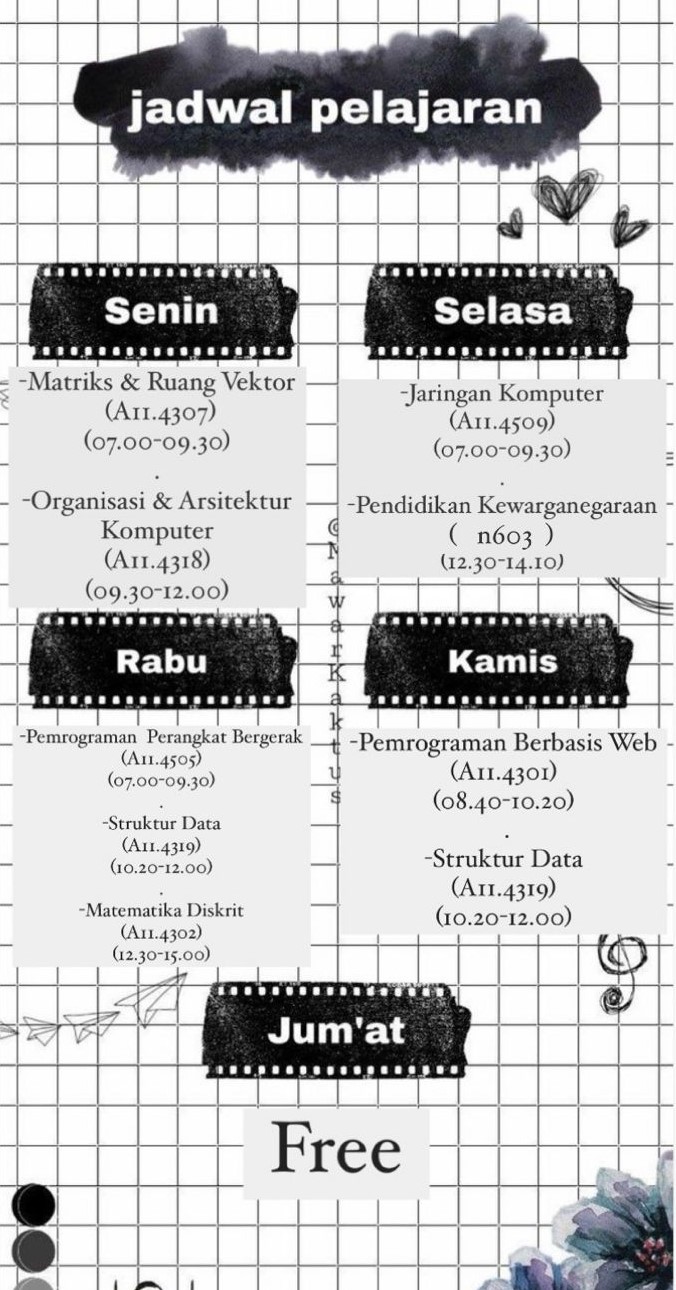 jadwal pelajaran
Senin
-Matriks & Ruang Vektor
(A11.4307)
(07.00-09.30)
.
-Organisasi & Arsitektur
Komputer
(A11.4318)
(09.30-12.00)
Selasa
-Jaringan Komputer
(A11.4509)
(07.00-09.30)
.
-Pendidikan Kewarganegaraan
( n603 )
(12.30-14.10)
@MawarKaktus
Rabu
-Pemrograman Perangkat Bergerak
(A11.4505)
(07.00-09.30)
.
-Struktur Data
(A11.4319)
(10.20-12.00)
.
-Matematika Diskrit
(A11.4302)
(12.30-15.00)
Kamis
-Pemrograman Berbasis Web
(A11.4301)
(08.40-10.20)
.
-Struktur Data
(A11.4319)
(10.20-12.00)
Jum'at
Free